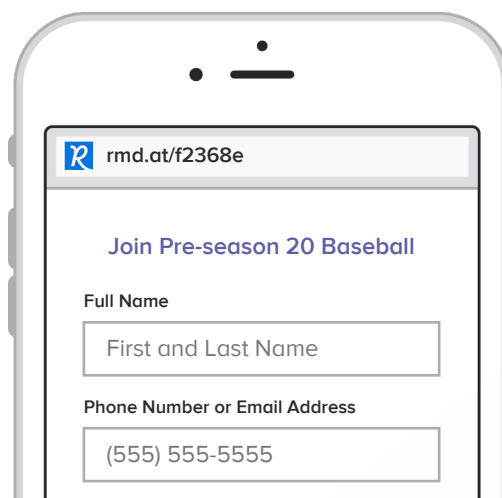 rmd.at/f2368e
Join Pre-season 20 Baseball
Full Name
First and Last Name
Phone Number or Email Address
(555) 555-5555